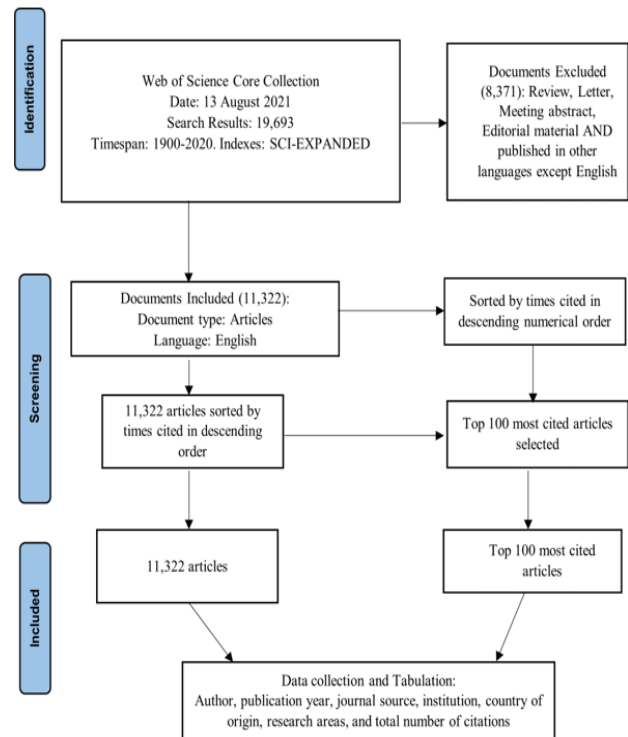 Identification
Web of Science Core Collection
Date: 13 August 2021
Search Results: 19,693
Timespan: 1900-2020. Indexes: SCI-EXPANDED
Documents Excluded
(8,371): Review, Letter,
Meeting abstract,
Editorial material AND
published in other
languages except English
Screening
Documents Included (11,322):
Document type: Articles
Language: English
Sorted by times cited in
descending numerical order
11,322 articles sorted by
times cited in descending
order
Top 100 most cited articles
selected
Included
11,322 articles
Top 100 most cited
articles
Data collection and Tabulation:
Author, publication year, journal source, institution, country of
origin, research areas, and total number of citations